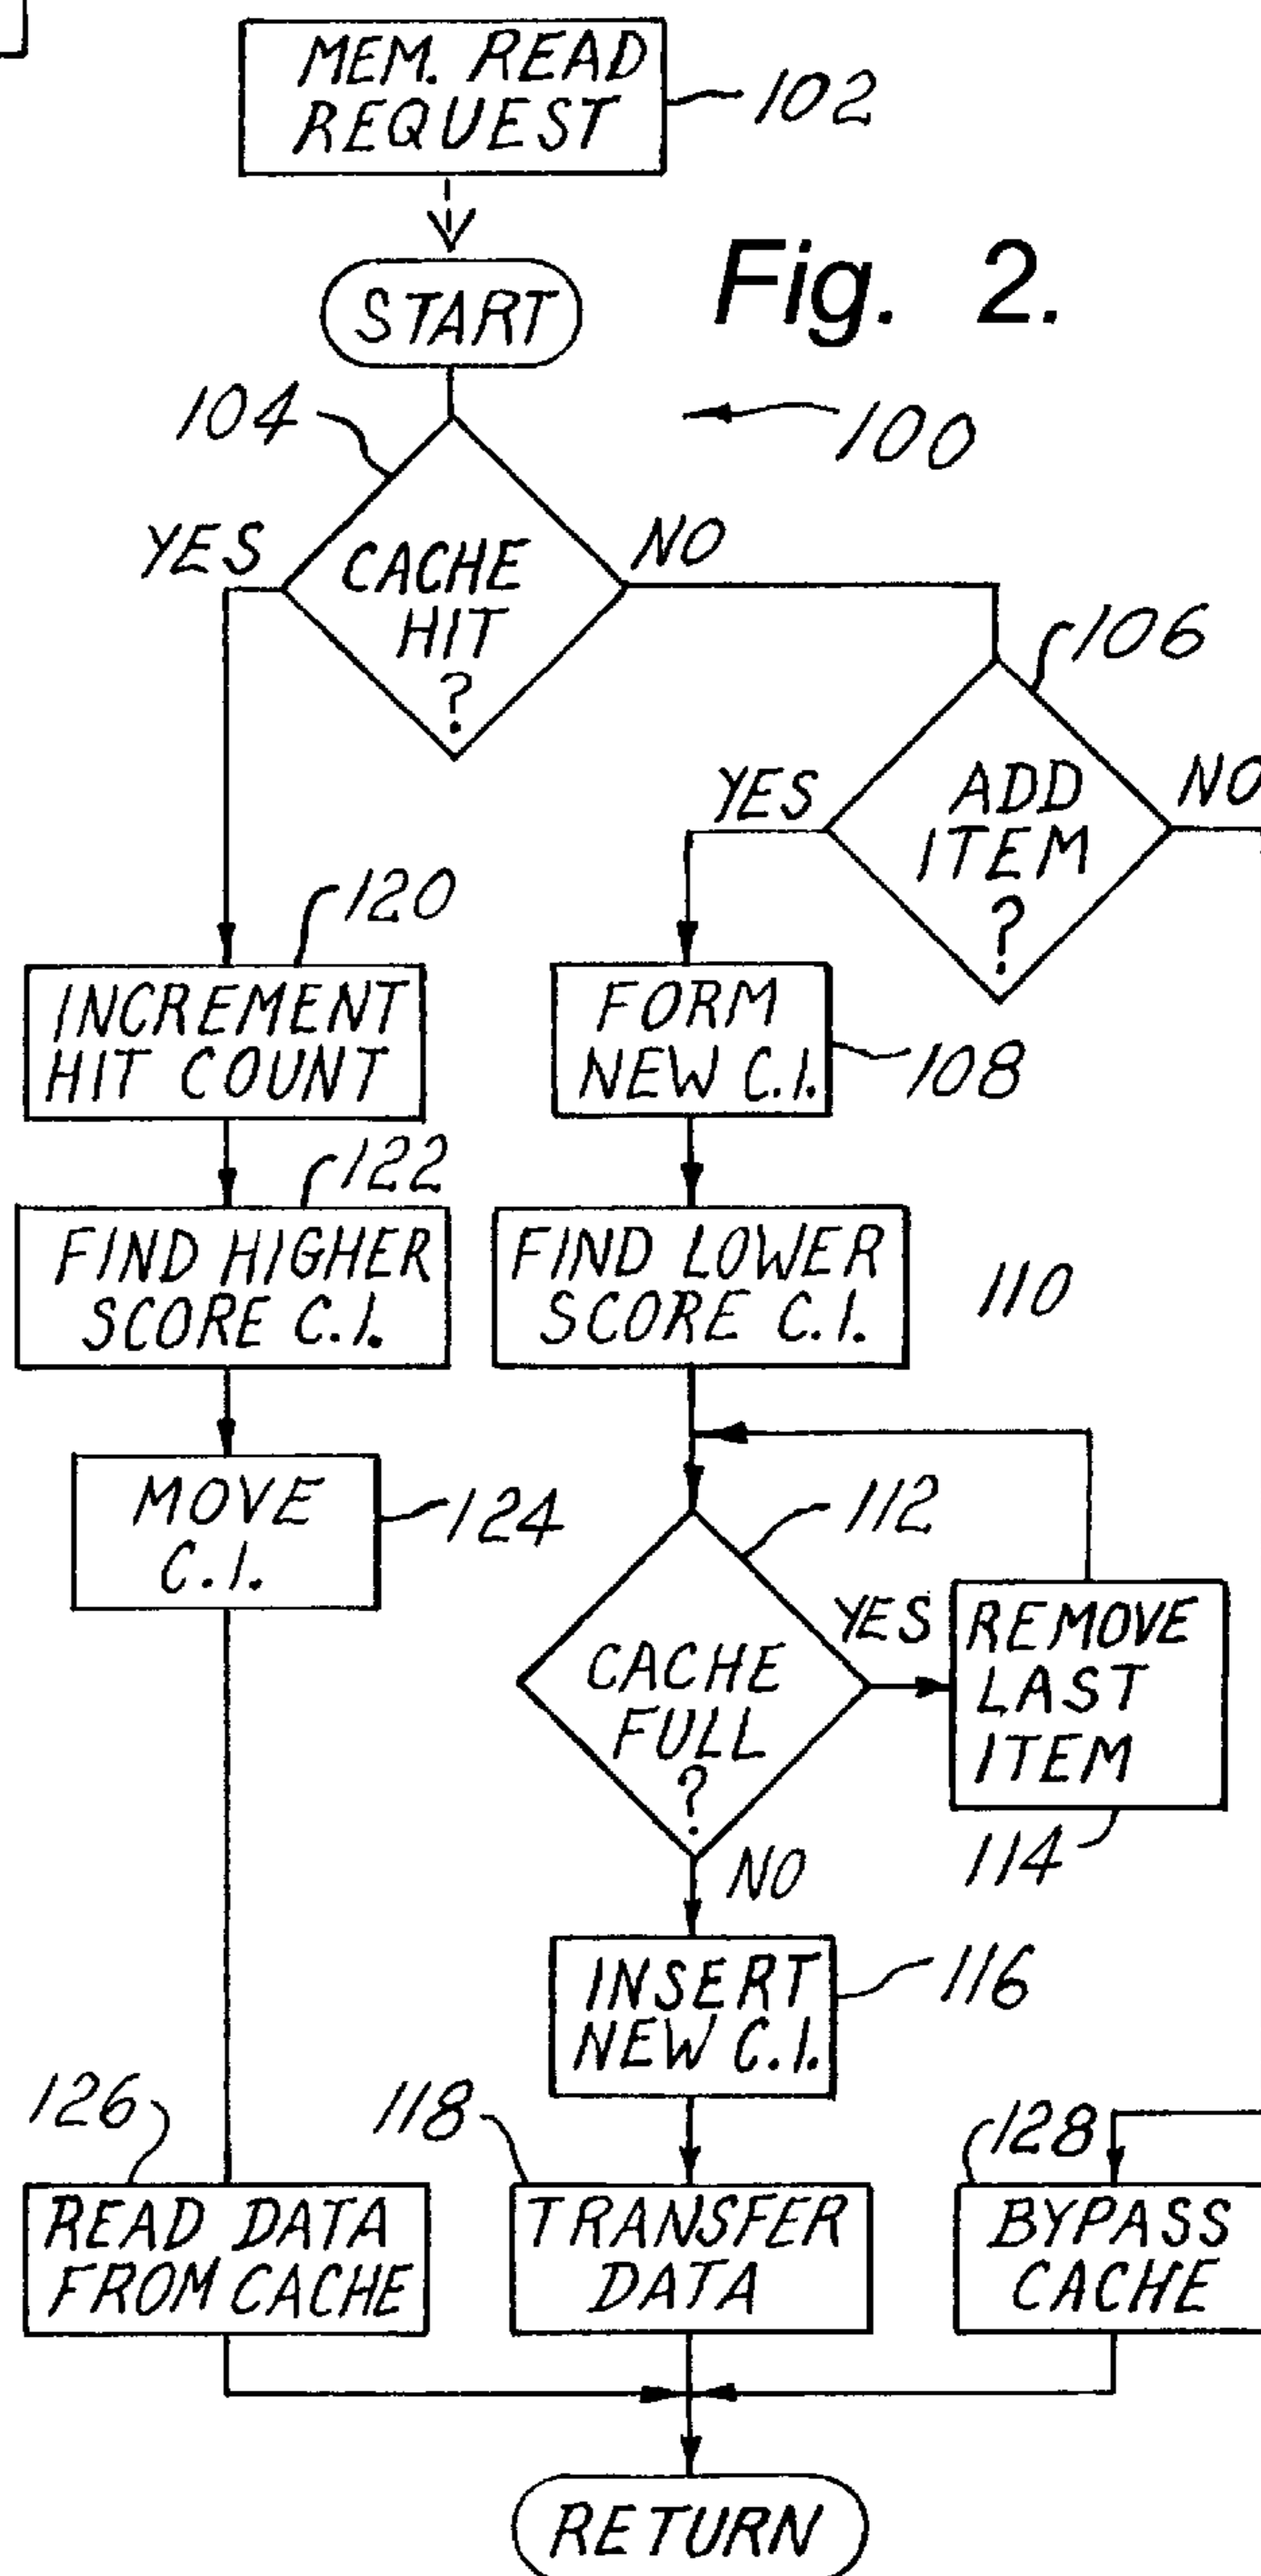 MEM. READ
REQUEST
102
START
Fig. 2.
104
100
YES
CACHE
HIT
?
NO
106
YES
ADD
ITEM
?
NO
120
INCREMENT
HIT COUNT
FORM
NEW C.I.
108
122
FIND HIGHER
SCORE C.I.
FIND LOWER
SCORE C.I.
110
MOVE
C.I.
124
112
CACHE
FULL
?
YES
REMOVE
LAST
ITEM
114
NO
INSERT
NEW C.I.
116
126
READ DATA
FROM CACHE
118
TRANSFER
DATA
128
BYPASS
CACHE
RETURN